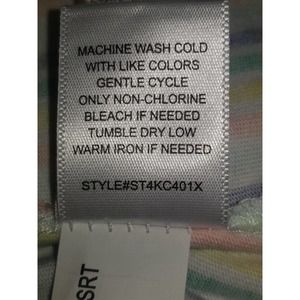 MACHINE WASH COLD
WITH LIKE COLORS
GENTLE CYCLE
ONLY NON-CHLORINE
BLEACH IF NEEDED
TUMBLE DRY LOW
WARM IRON IF NEEDED
STYLE#ST4KC401X
SRT